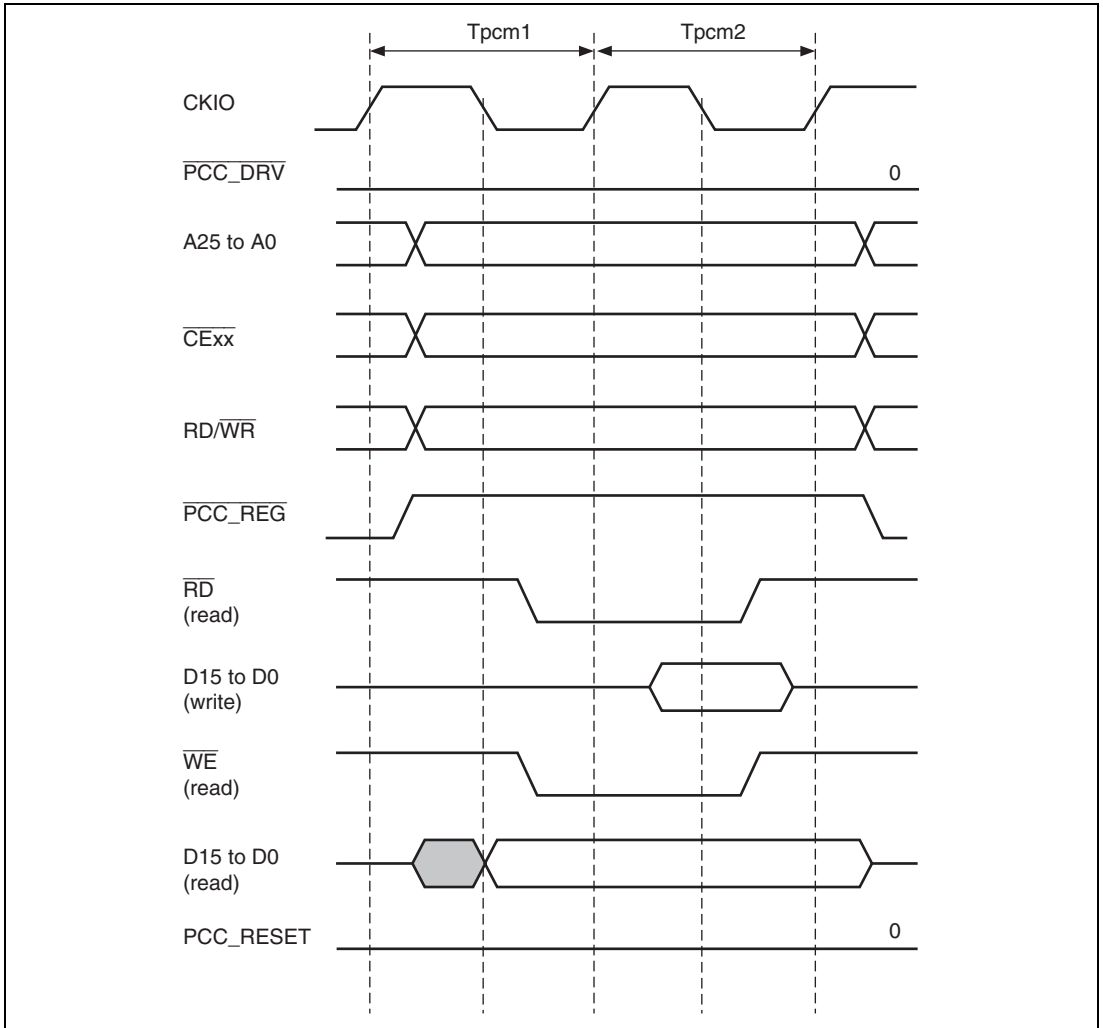 Tpcm1 Tpcm2
CKIO
PCC_DRV 0
A25 to A0
CExx
RD/WR
PCC_REG
RD
(read)
D15 to D0
(write)
WE
(read)
D15 to D0
(read)
PCC_RESET 0